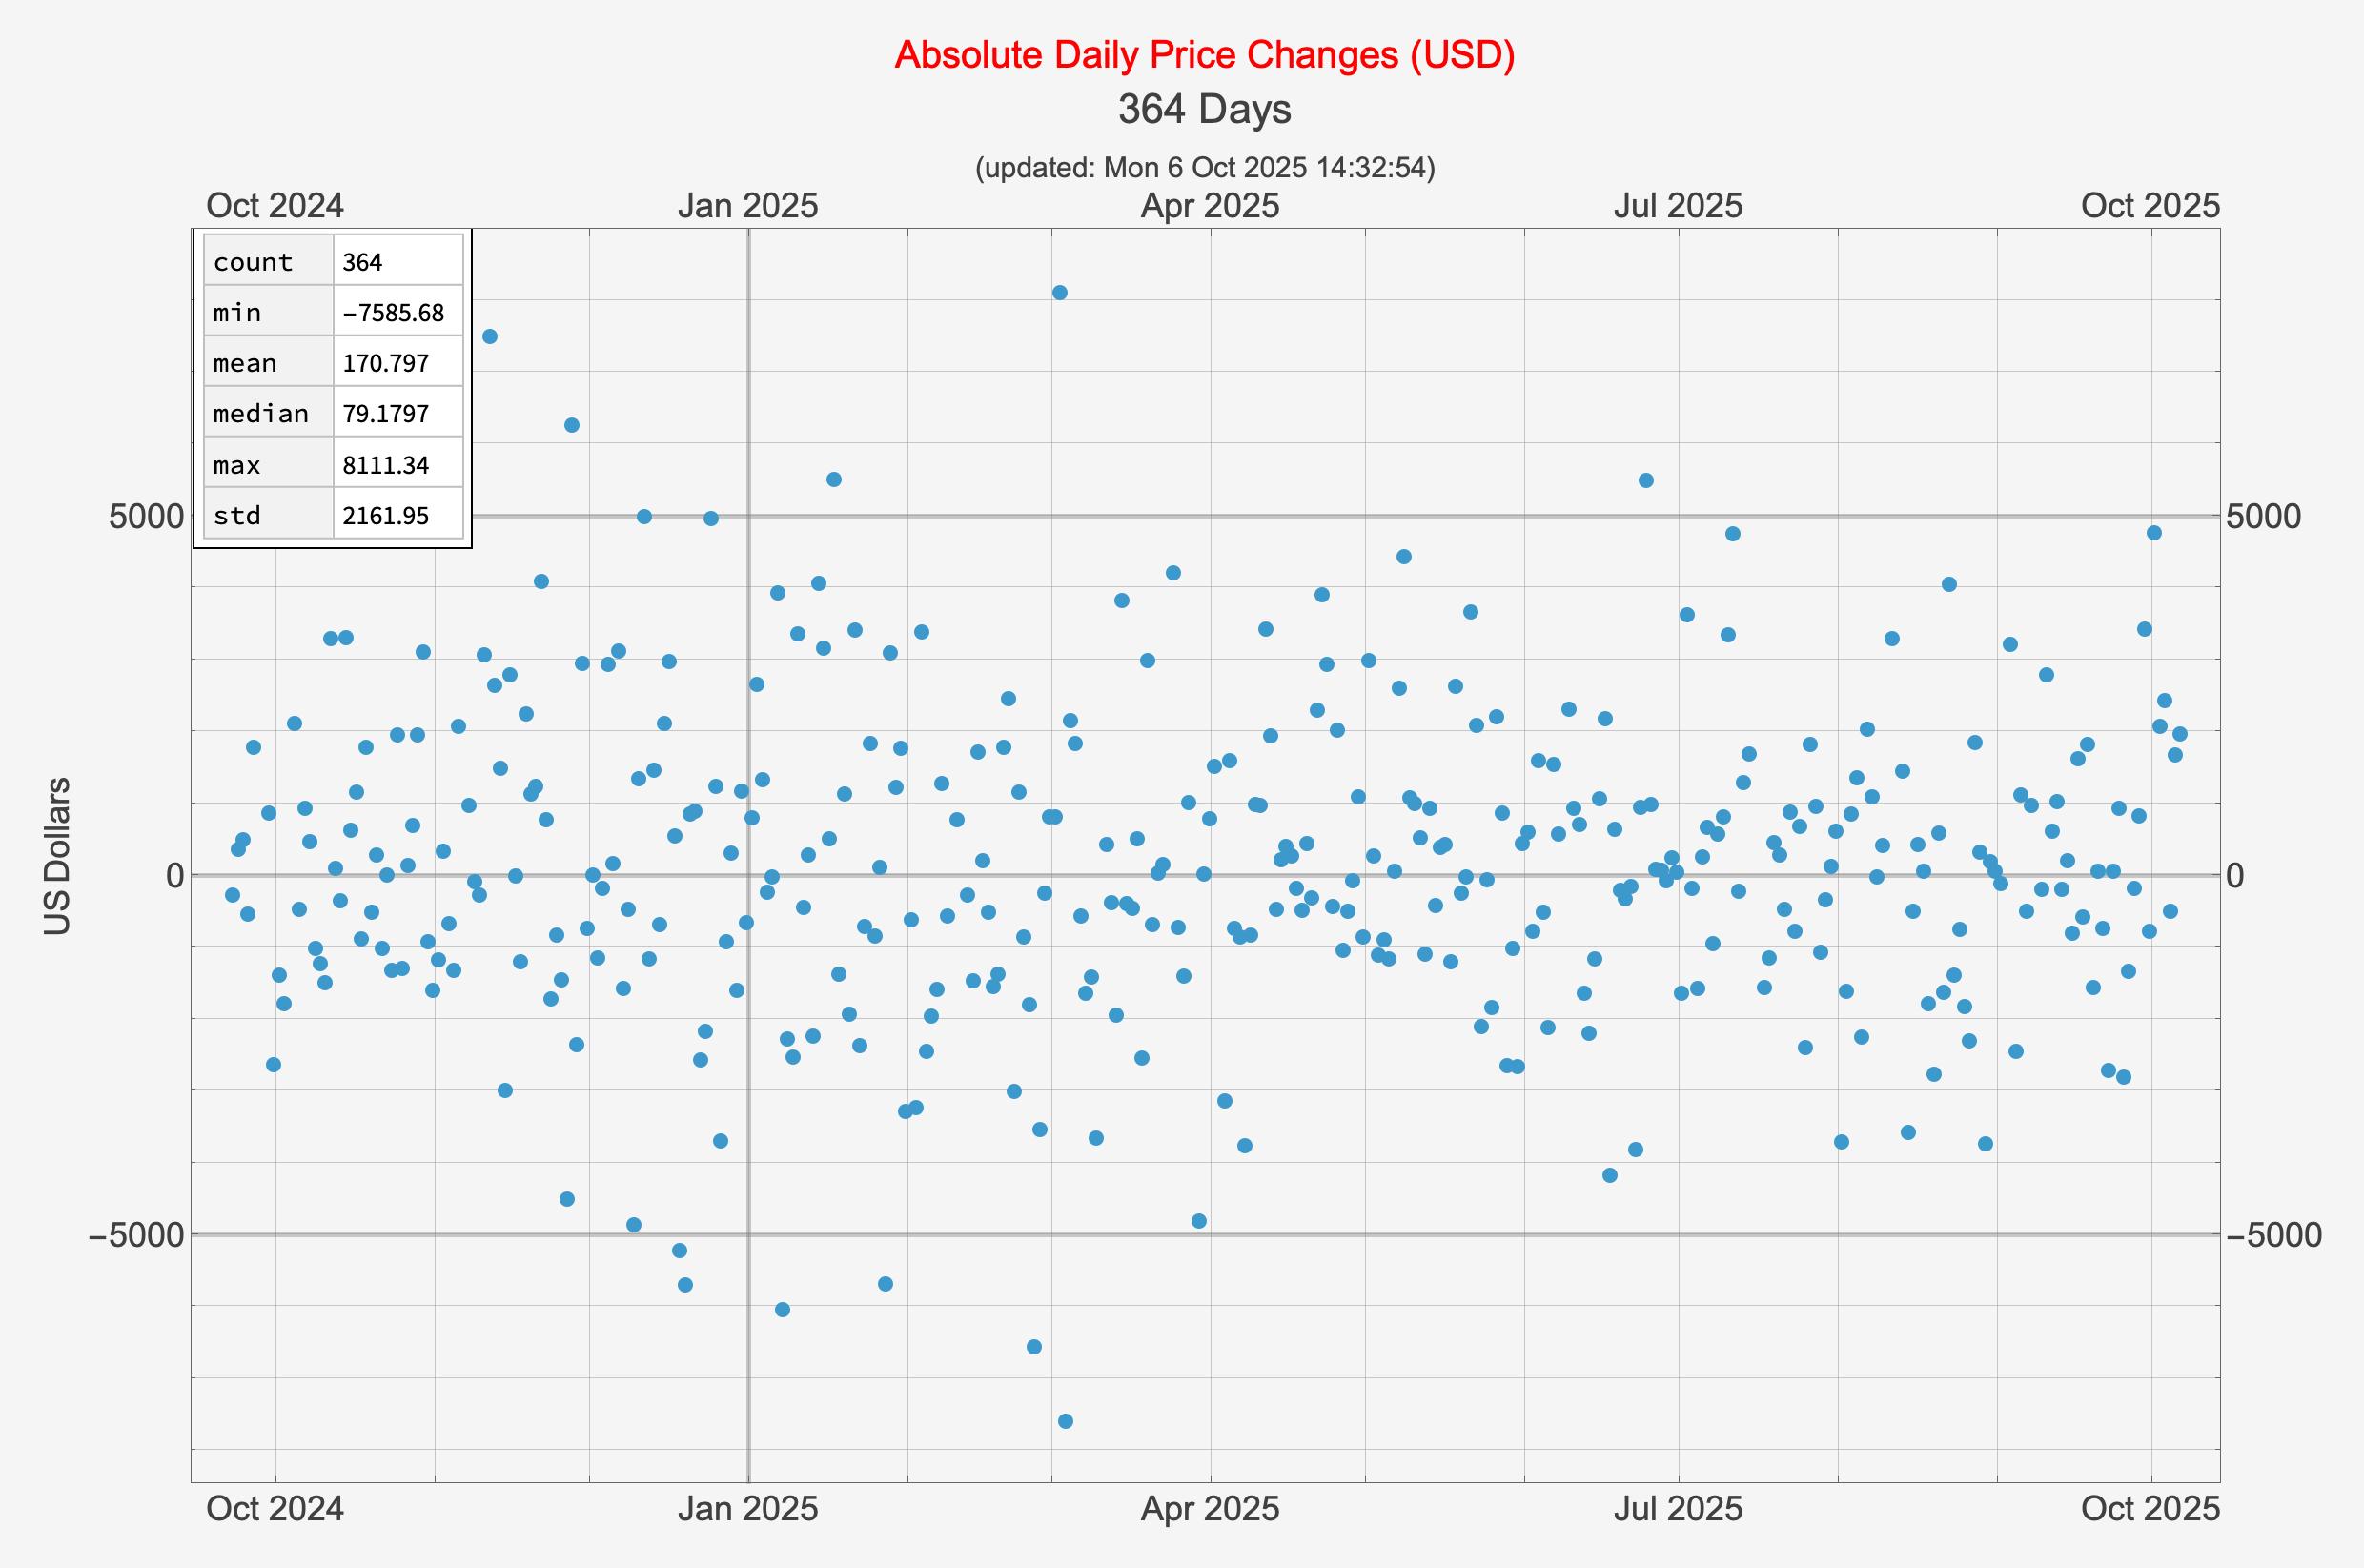 Absolute Daily Price Changes (USD)
364 Days
(updated: Mon 6 Oct 2025 14:32:54)
Oct 2024 Jan 2025 Apr 2025 Jul 2025 Oct 2025
count 364
min −7585.68
mean 170.797
median 79.1797
max 8111.34
std 2161.95
5000 5000
0 0
US Dollars
−5000 −5000
Oct 2024 Jan 2025 Apr 2025 Jul 2025 Oct 2025